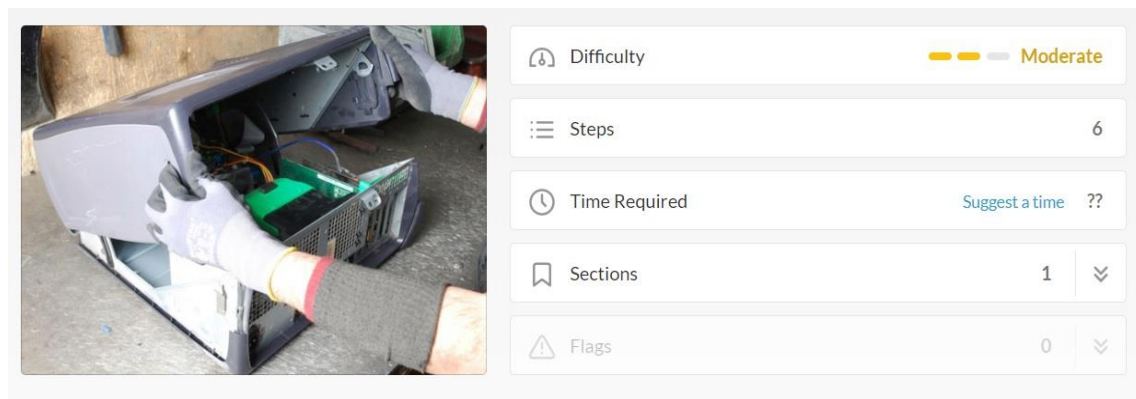 Difficulty
Moderate
Steps
6
Time Required
Suggest a time
??
Sections
1
Flags
0